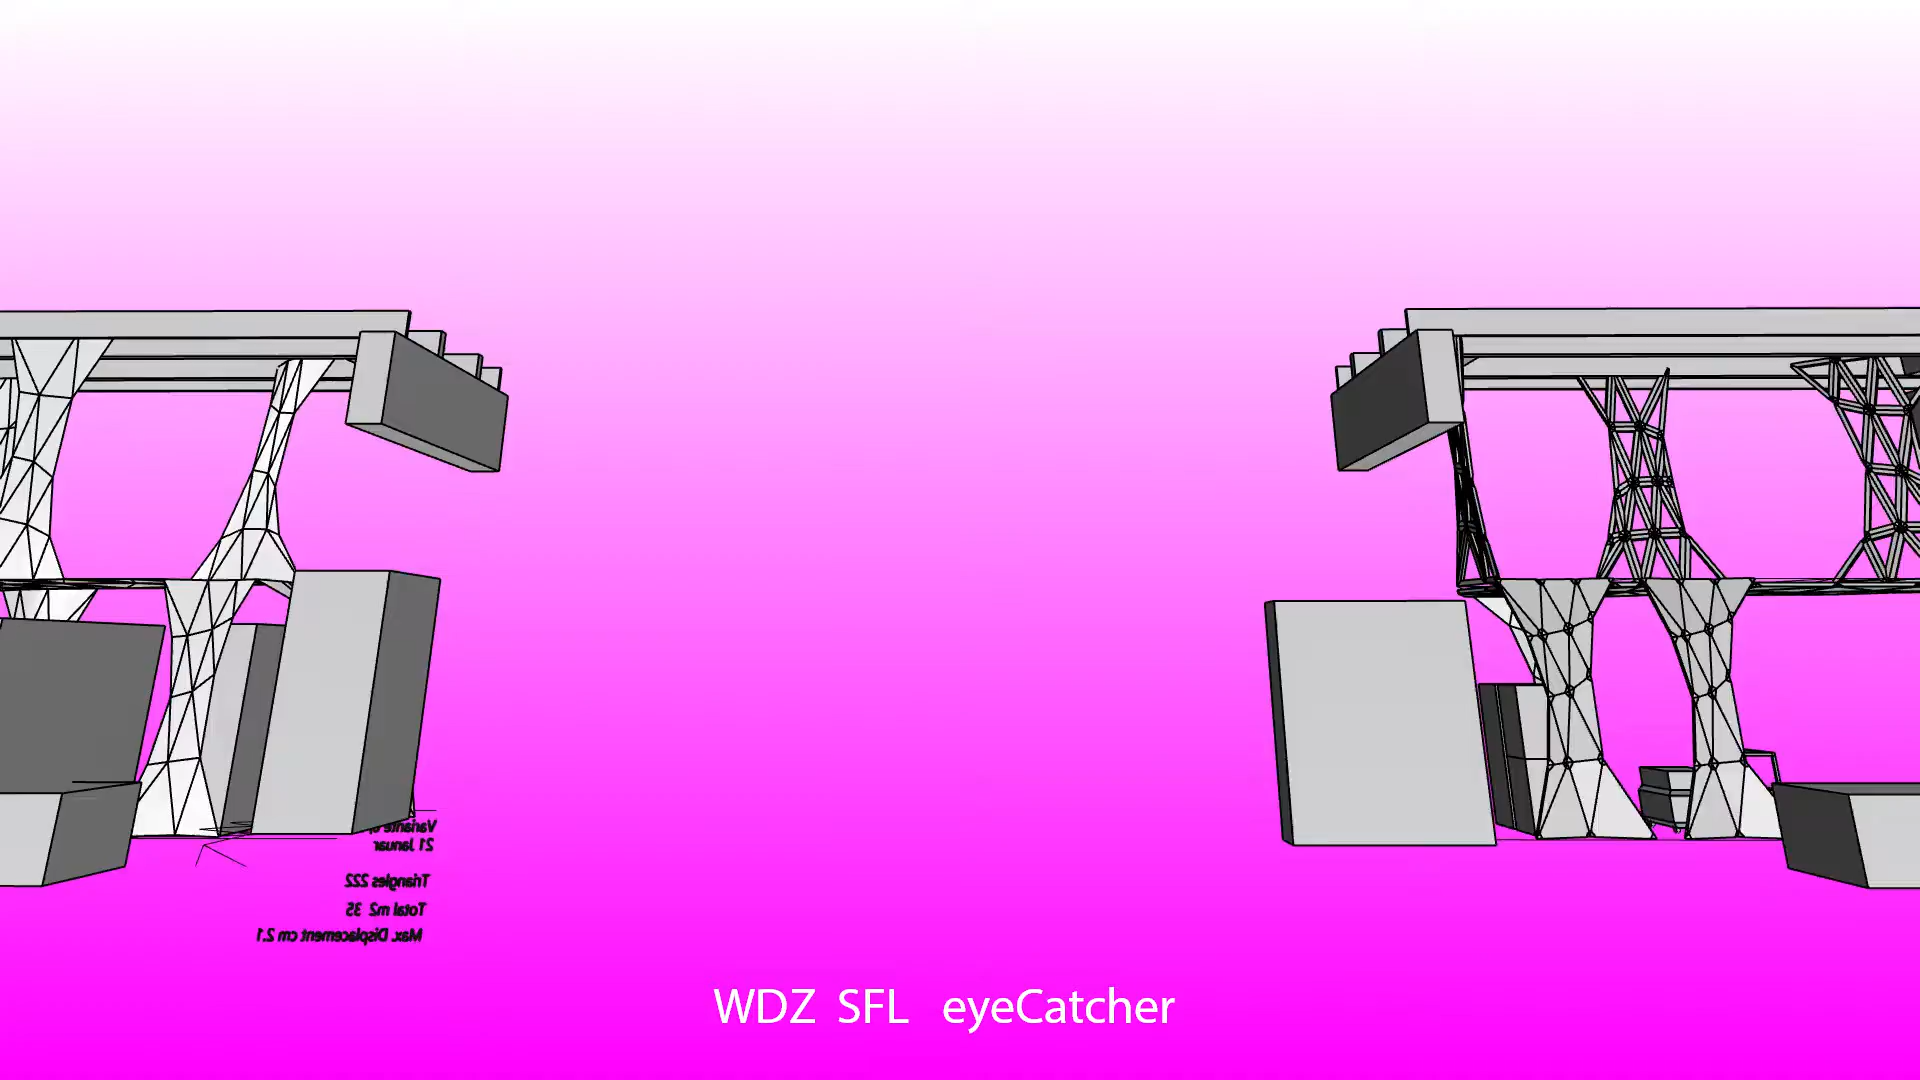 Variante
21 Januar
Triangles 222
Total m2 35
Max. Displacement cm 2.1
WDZ SFL eyeCatcher